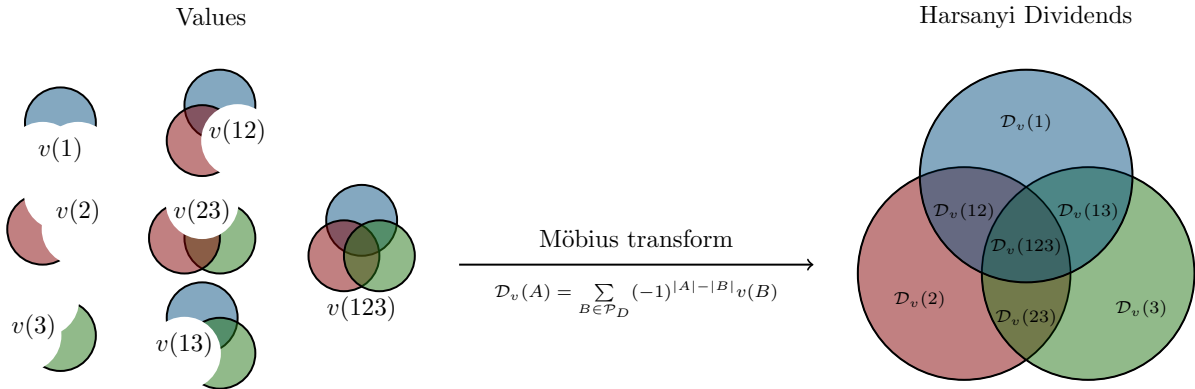 Values
Harsanyi Dividends
v(1)
v(12)
v(2)
v(23)
v(3)
v(13)
v(123)
Möbius transform
𝒟ᵥ(A) = ∑_{B∈𝒫_D} (-1)^{|A|-|B|} v(B)
𝒟ᵥ(1)
𝒟ᵥ(12)
𝒟ᵥ(13)
𝒟ᵥ(123)
𝒟ᵥ(2)
𝒟ᵥ(23)
𝒟ᵥ(3)